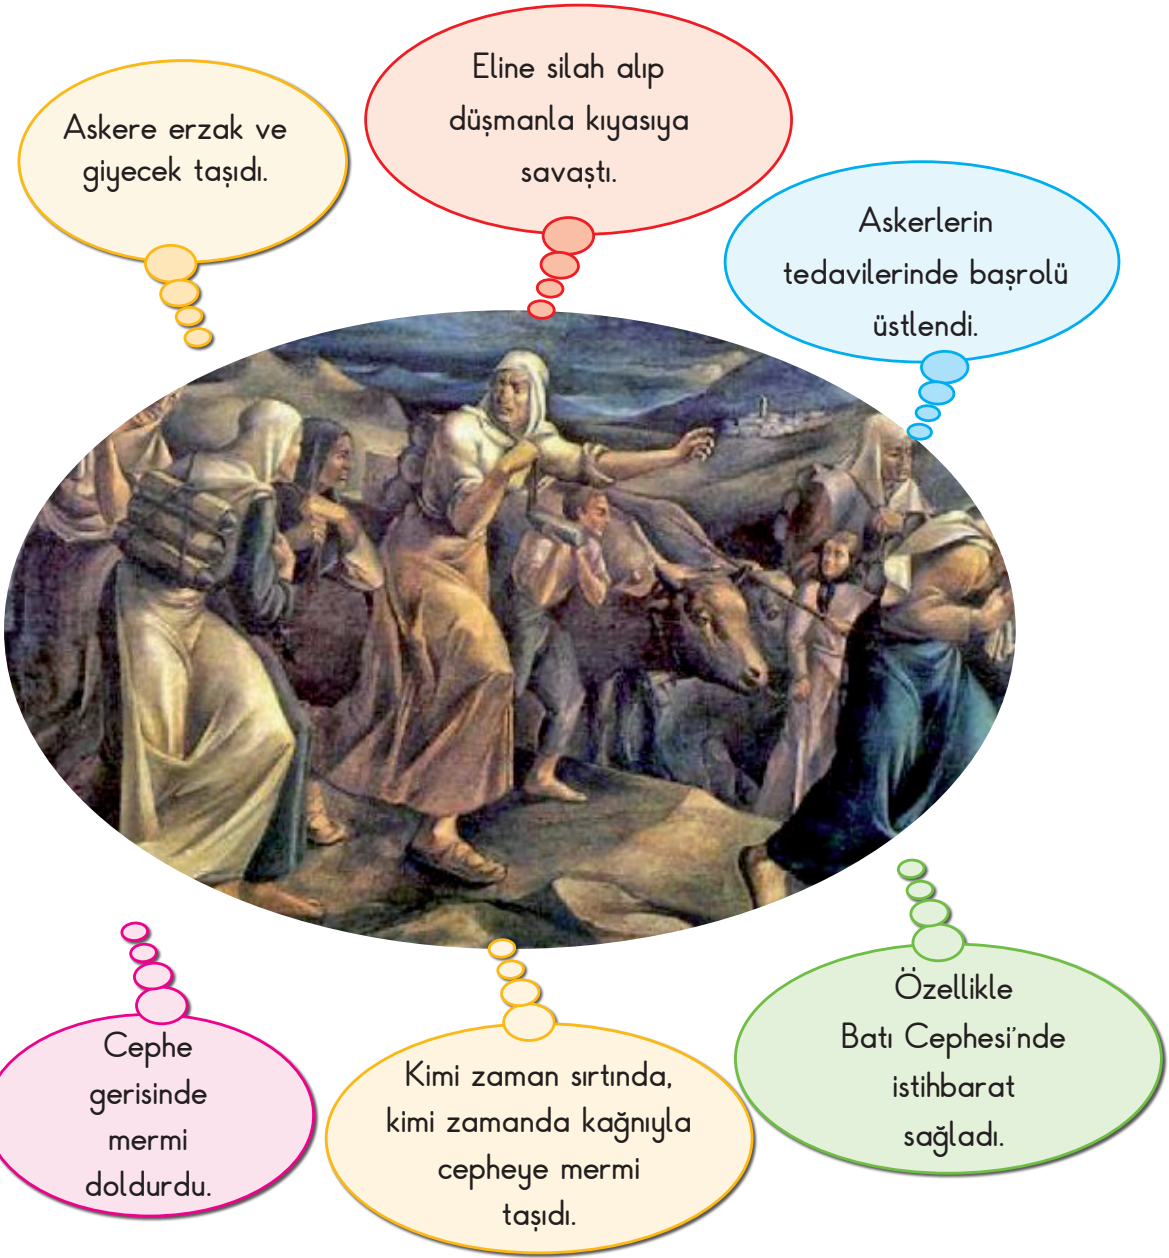 Askere erzak ve
giyecek taşıdı.
Eline silah alıp
düşmanla kıyasıya
savaştı.
Askerlerin
tedavilerinde başrolü
üstlendi.
Cephe
gerisinde
mermi
doldurdu.
Kimi zaman sırtında,
kimi zamanda kağnıyla
cepheye mermi
taşıdı.
Özellikle
Batı Cephesi'nde
istihbarat
sağladı.